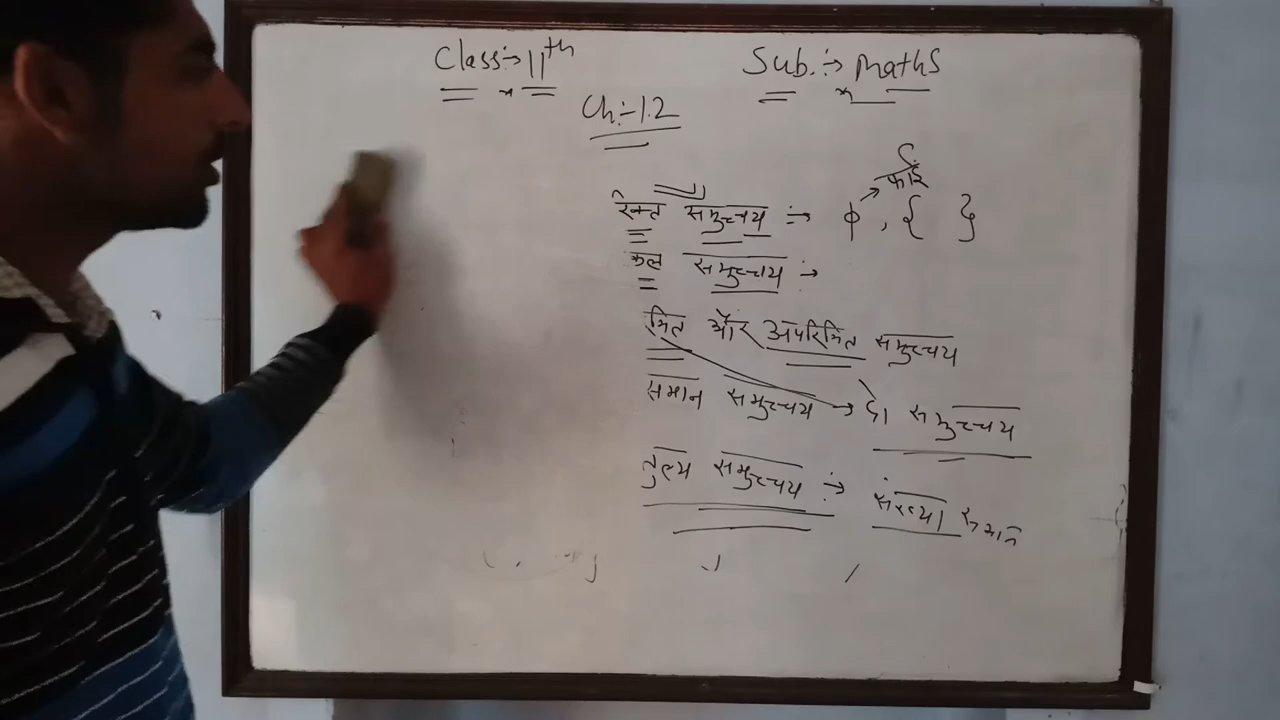 Class:→ 11th Sub.:→ Maths
Ch:-1.2
फाई
रिक्त समुच्चय :→ ϕ, { }
कुल समुच्चय :→
मित और अपरिमित समुच्चय
समान समुच्चय → दो समुच्चय
तुल्य समुच्चय :→ संख्या समान